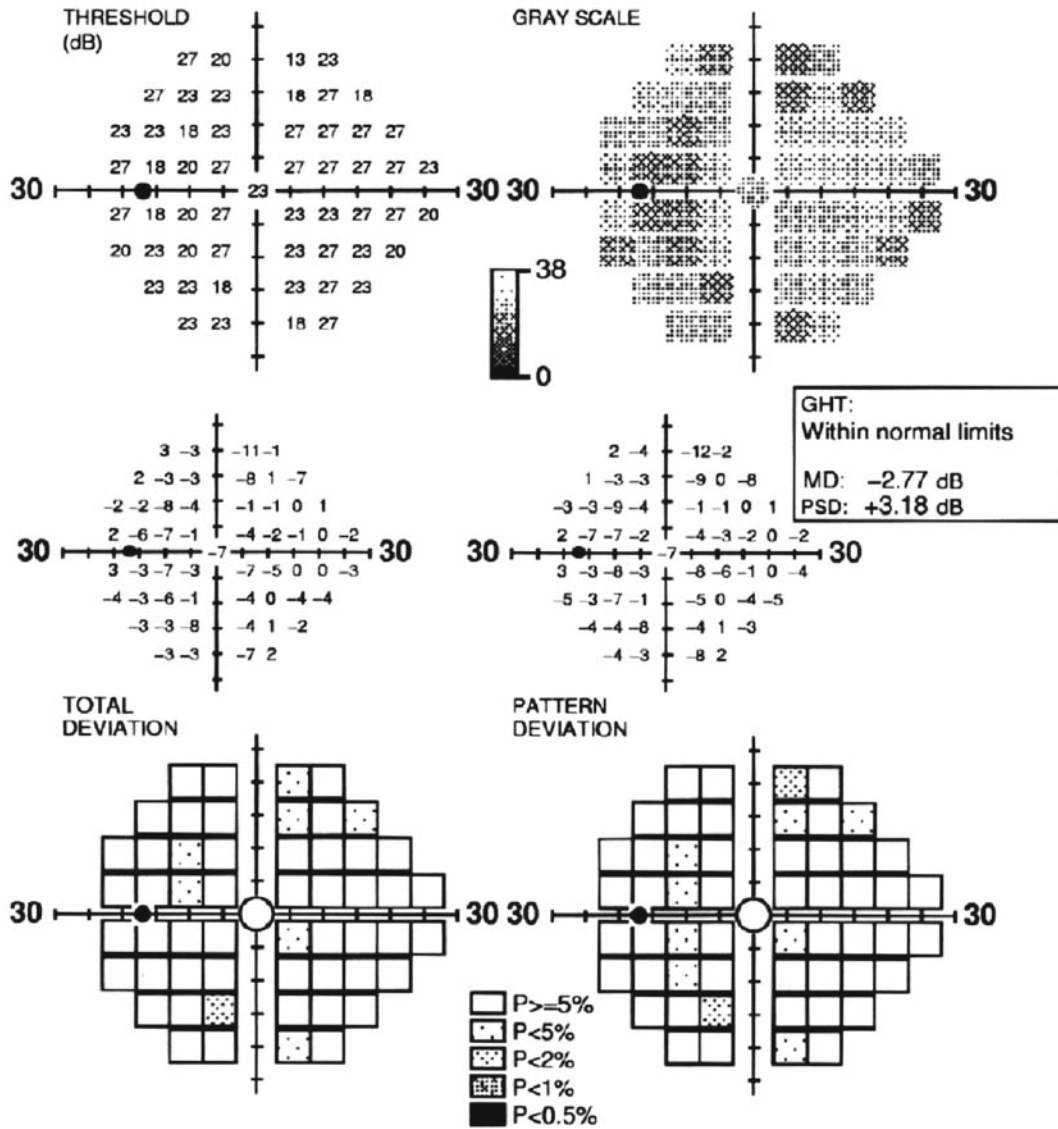 THRESHOLD
(dB)
27 20 13 23
27 23 23 18 27 18
23 23 18 23 27 27 27 27
27 18 20 27 27 27 27 27 23
30 23 30
27 18 20 27 23 23 27 27 20
20 23 20 27 23 27 23 20
23 23 18 23 27 23
23 23 18 27
GRAY SCALE
30 30
38
0
GHT:
Within normal limits
MD: −2.77 dB
PSD: +3.18 dB
3 −3 −11 −1
2 −3 −3 −8 1 −7
−2 −2 −8 −4 −1 −1 0 1
2 −6 −7 −1 −4 −2 −1 0 −2
30 −7 30
3 −3 −7 −3 −7 −5 0 0 −3
−4 −3 −6 −1 −4 0 −4 −4
−3 −3 −8 −4 1 −2
−3 −3 −7 2
TOTAL
DEVIATION
2 −4 −12 −2
1 −3 −3 −9 0 −8
−3 −3 −9 −4 −1 −1 0 1
2 −7 −7 −2 −4 −3 −2 0 −2
30 −7 30
3 −3 −8 −3 −8 −6 −1 0 −4
−5 −3 −7 −1 −5 0 −4 −5
−4 −4 −8 −4 1 −3
−4 −3 −8 2
PATTERN
DEVIATION
30 30
30 30
P>=5%
P<5%
P<2%
P<1%
P<0.5%